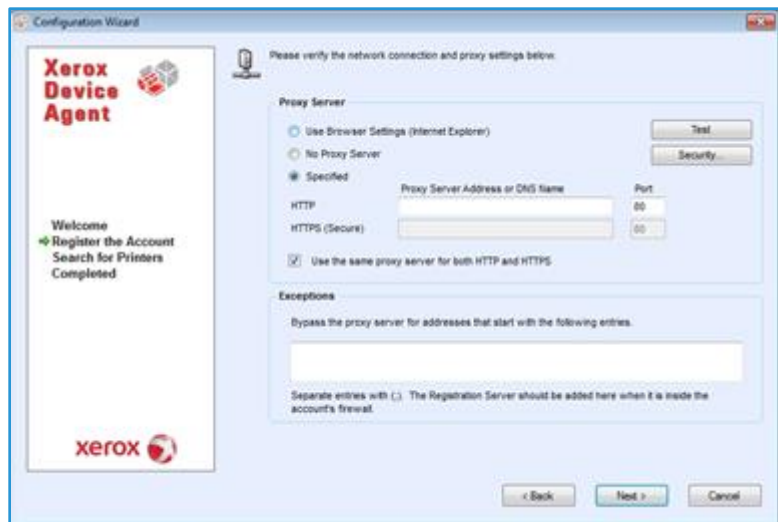 Configuration Wizard
Xerox
Device
Agent
Welcome
Register the Account
Search for Printers
Completed
xerox
Please verify the network connection and proxy settings below.
Proxy Server
Use Browser Settings (Internet Explorer)
Test
No Proxy Server
Security...
Specified
Proxy Server Address or DNS Name Port
HTTP 80
HTTPS (Secure) 80
Use the same proxy server for both HTTP and HTTPS
Exceptions
Bypass the proxy server for addresses that start with the following entries.
Separate entries with (;). The Registration Server should be added here when it is inside the
account's firewall.
< Back Next > Cancel